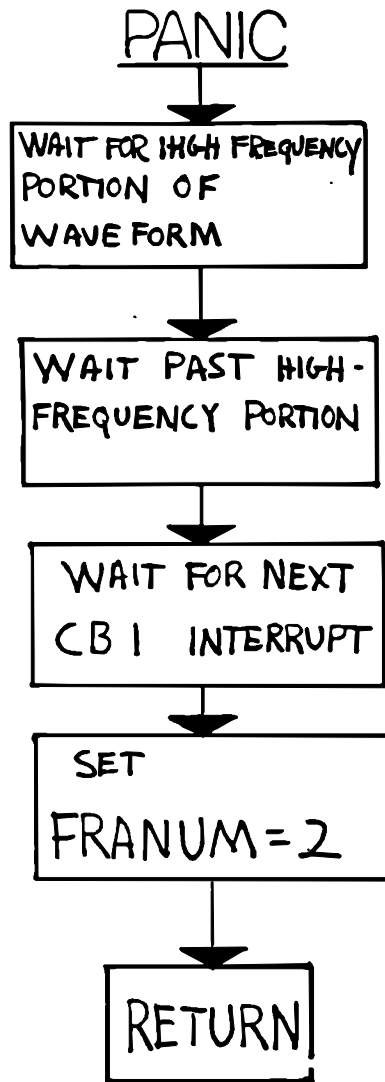 PANIC
WAIT FOR HIGH FREQUENCY
PORTION OF
WAVE FORM
WAIT PAST HIGH-
FREQUENCY PORTION
WAIT FOR NEXT
CB1 INTERRUPT
SET
FRANUM = 2
RETURN